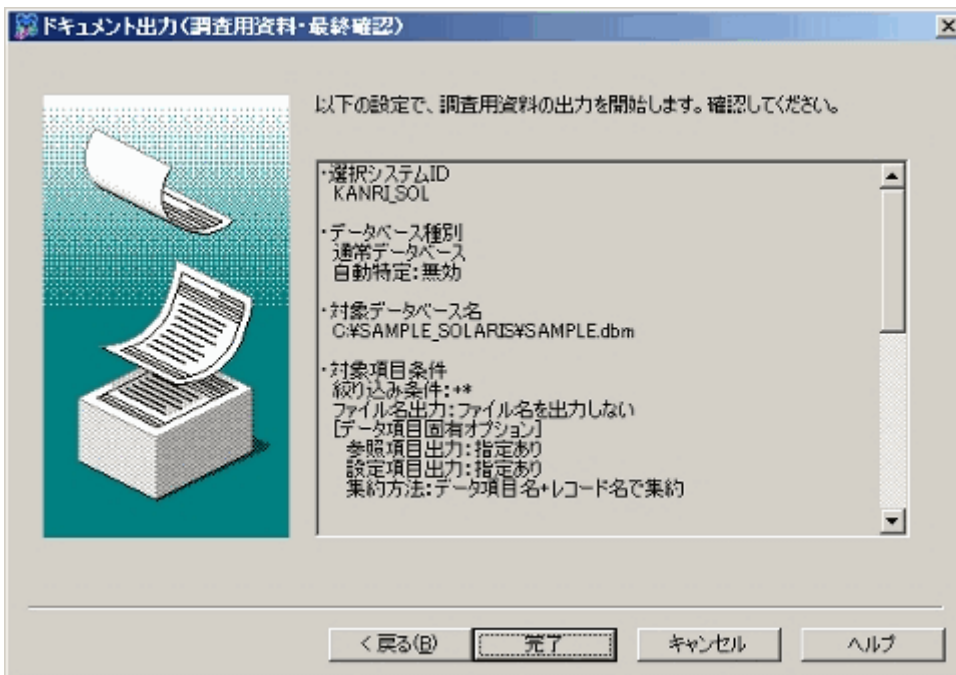 ドキュメント出力(調査用資料・最終確認)
以下の設定で、調査用資料の出力を開始します。確認してください。
・選択システムID
KANRI_SOL
・データベース種別
通常データベース
自動特定:無効
・対象データベース名
C:¥SAMPLE_SOLARIS¥SAMPLE.dbm
・対象項目条件
絞り込み条件:+*
ファイル名出力:ファイル名を出力しない
[データ項目固有オプション]
参照項目出力:指定あり
設定項目出力:指定あり
集約方法:データ項目名+レコード名で集約
< 戻る(B)
完了
キャンセル
ヘルプ